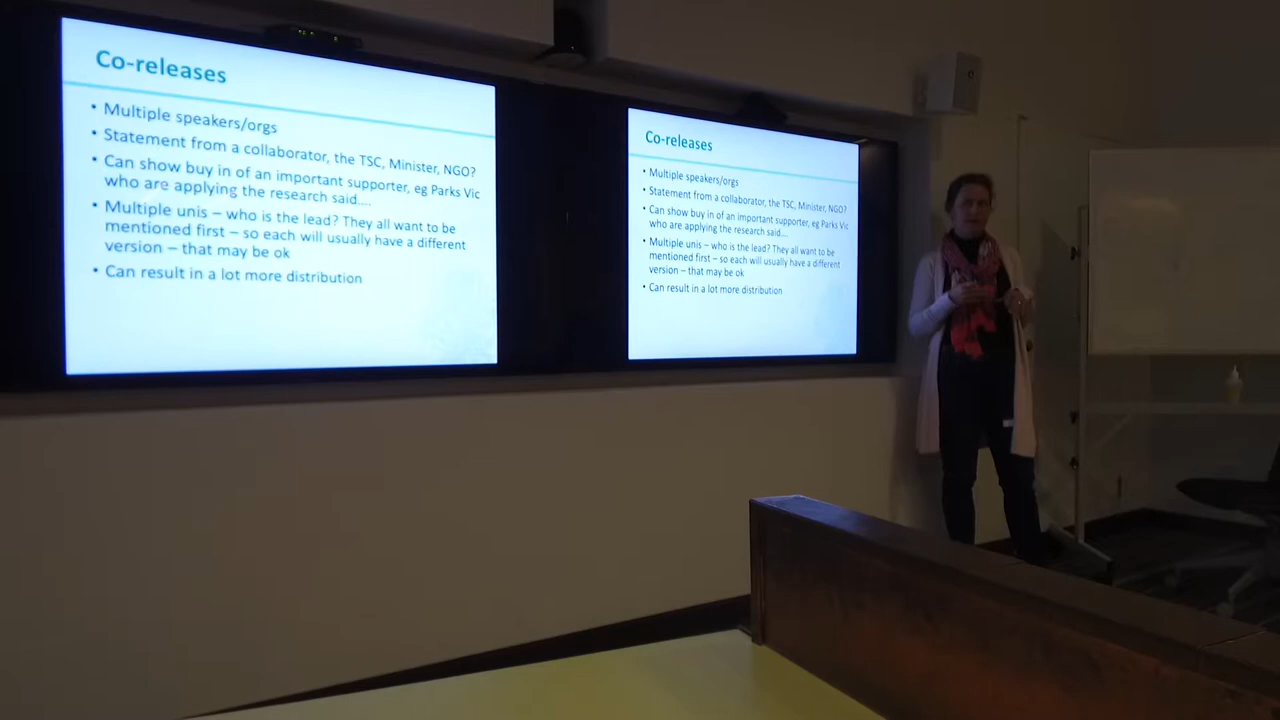 Co-releases
• Multiple speakers/orgs
• Statement from a collaborator, the TSC, Minister, NGO?
• Can show buy in of an important supporter, eg Parks Vic
who are applying the research said....
• Multiple unis – who is the lead? They all want to be
mentioned first – so each will usually have a different
version – that may be ok
• Can result in a lot more distribution
Co-releases
• Multiple speakers/orgs
• Statement from a collaborator, the TSC, Minister, NGO?
• Can show buy in of an important supporter, eg Parks Vic
who are applying the research said....
• Multiple unis – who is the lead? They all want to be
mentioned first – so each will usually have a different
version – that may be ok
• Can result in a lot more distribution